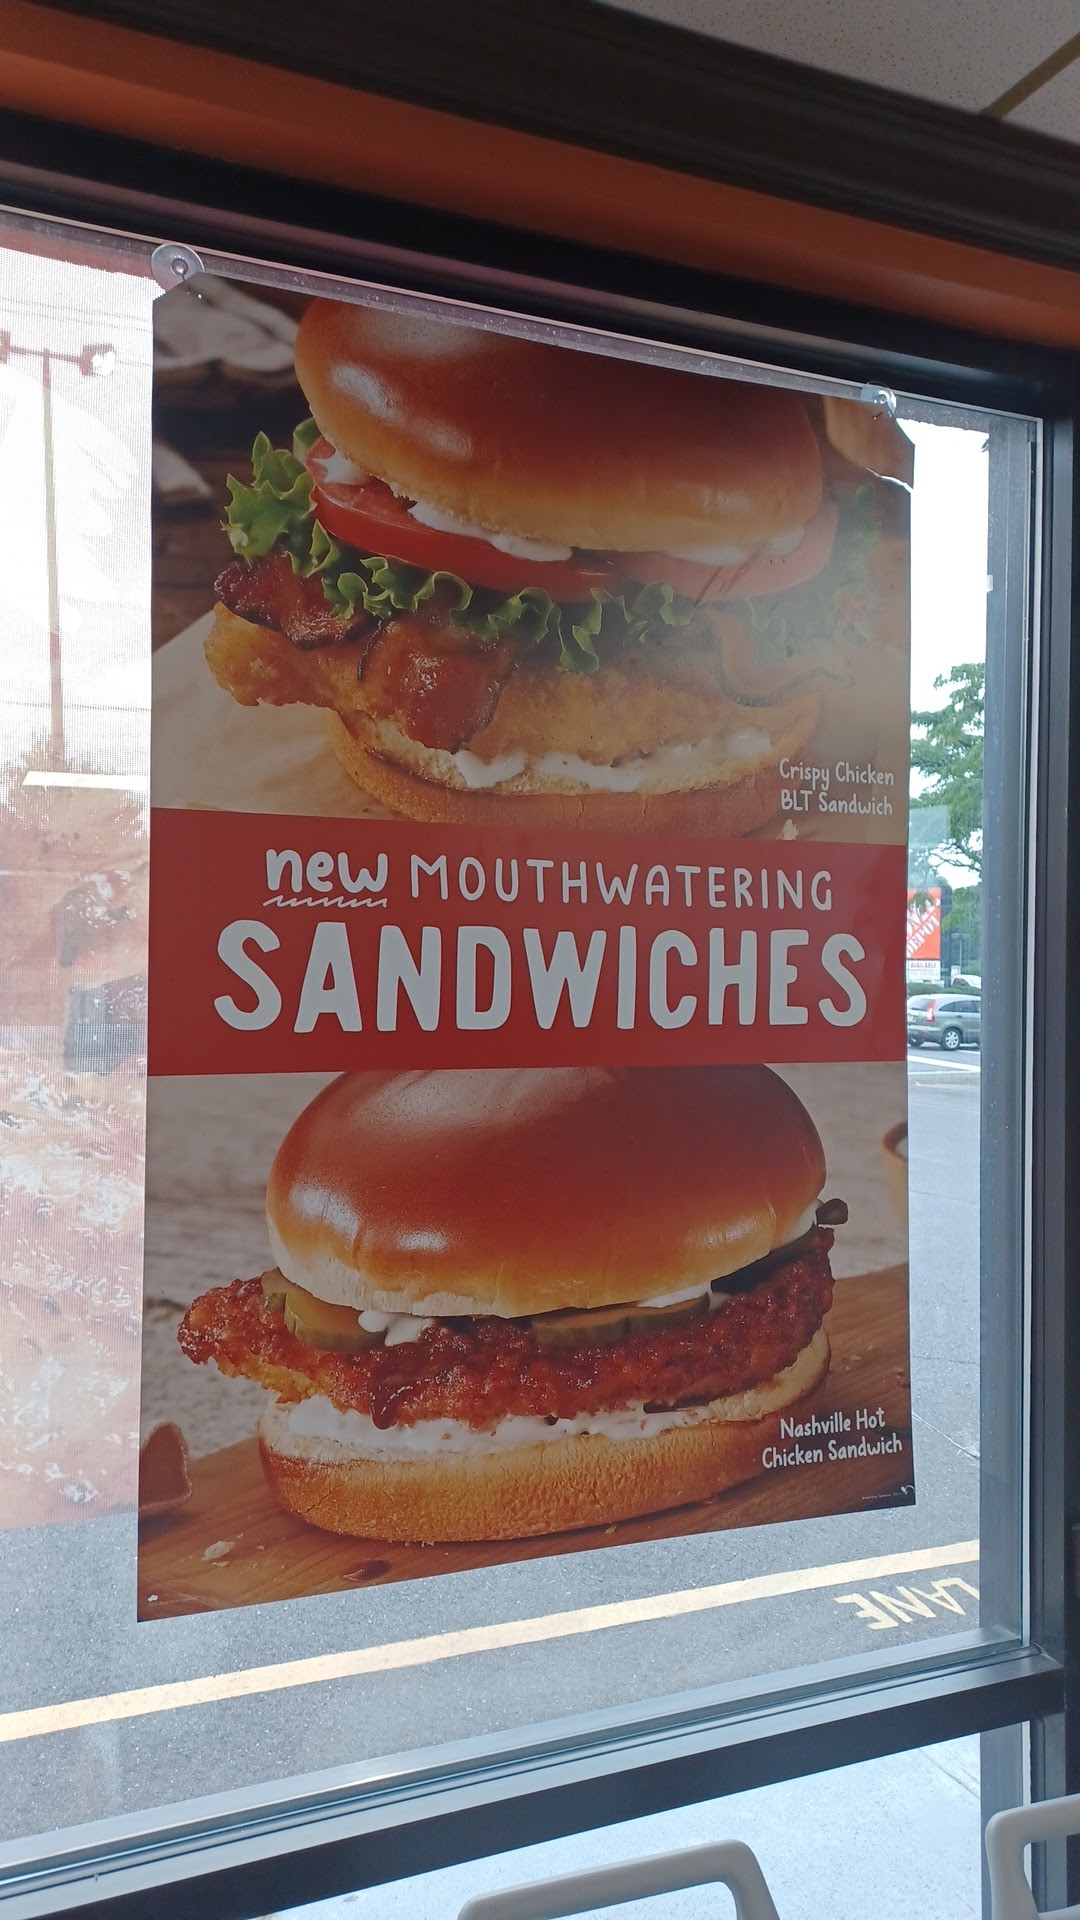 Crispy Chicken
BLT Sandwich
new MOUTHWATERING
SANDWICHES
Nashville Hot
Chicken Sandwich
LANE